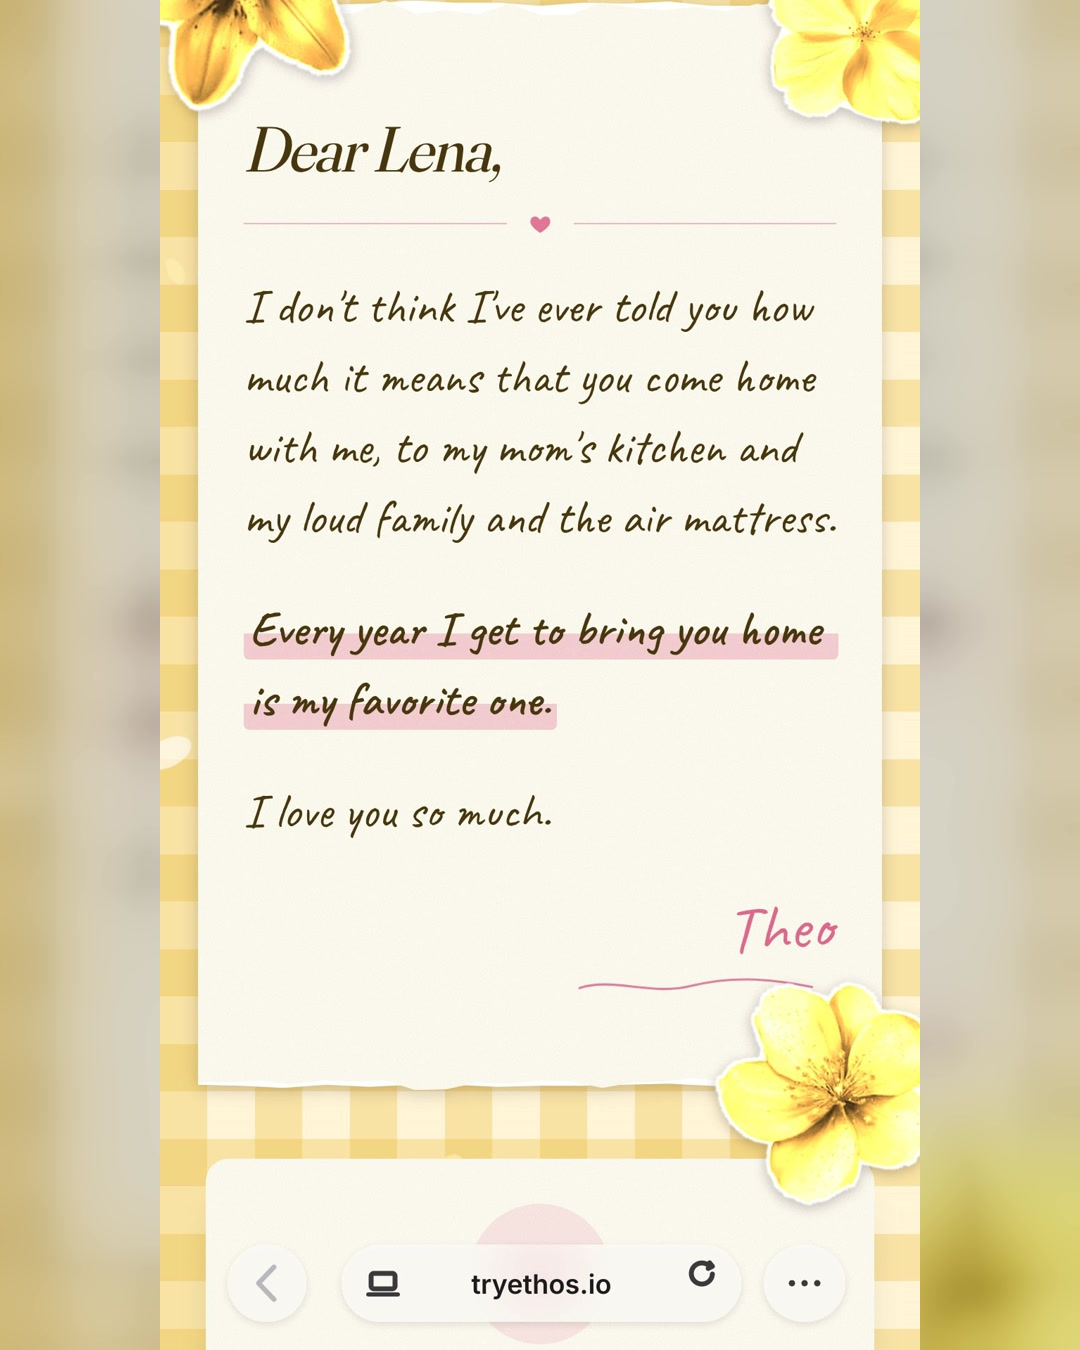 Dear Lena,
I don't think I've ever told you how
much it means that you come home
with me, to my mom's kitchen and
my loud family and the air mattress.
Every year I get to bring you home
is my favorite one.
I love you so much.
Theo
tryethos.io